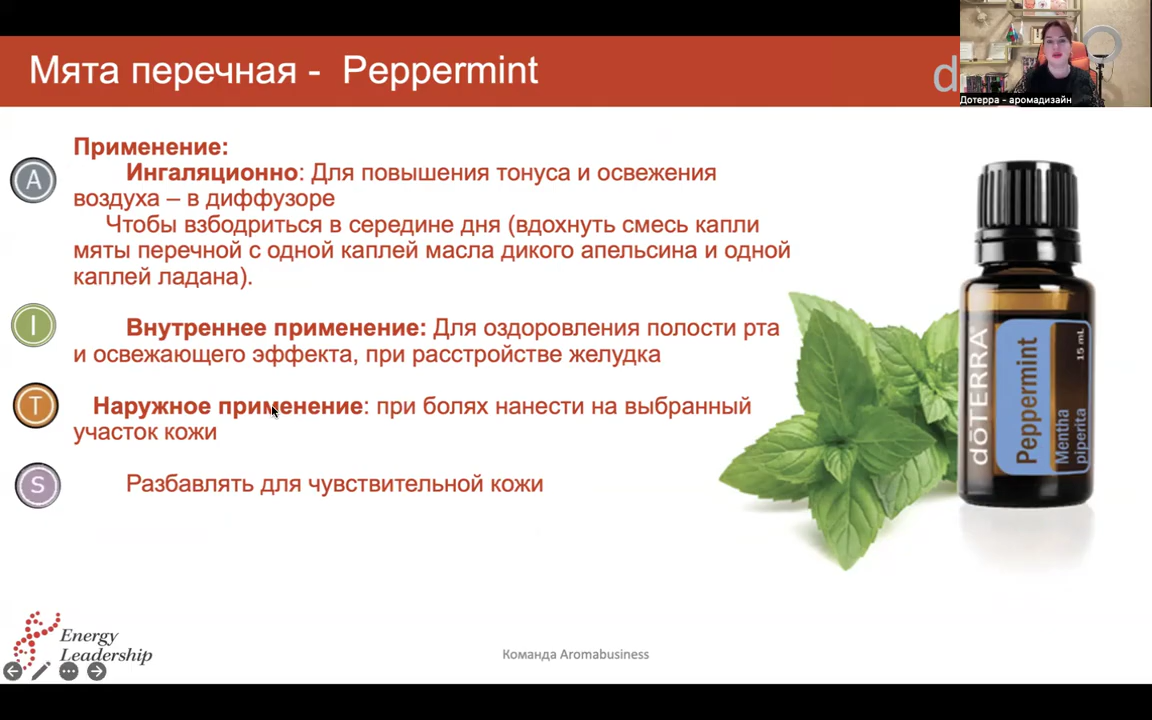 Мята перечная - Peppermint
d
Дотерра - аромадизайн
Применение:
A
Ингаляционно: Для повышения тонуса и освежения
воздуха – в диффузоре
Чтобы взбодриться в середине дня (вдохнуть смесь капли
мяты перечной с одной каплей масла дикого апельсина и одной
каплей ладана).
I
Внутреннее применение: Для оздоровления полости рта
и освежающего эффекта, при расстройстве желудка
T
Наружное применение: при болях нанести на выбранный
участок кожи
S
Разбавлять для чувствительной кожи
dōTERRA
Peppermint
Mentha
piperita
15 mL
Energy
Leadership
Команда Aromabusiness